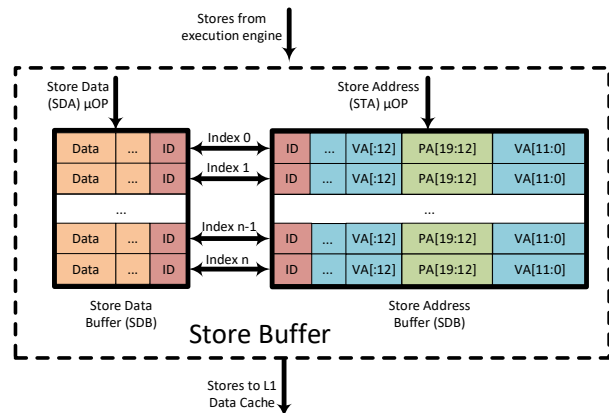 Stores from
execution engine
Store Data
(SDA) μOP
Store Address
(STA) μOP
Data ... ID Index 0 ID ... VA[:12] PA[19:12] VA[11:0]
Data ... ID Index 1 ID ... VA[:12] PA[19:12] VA[11:0]
... ...
Data ... ID Index n-1 ID ... VA[:12] PA[19:12] VA[11:0]
Data ... ID Index n ID ... VA[:12] PA[19:12] VA[11:0]
Store Data
Buffer (SDB)
Store Address
Buffer (SDB)
Store Buffer
Stores to L1
Data Cache